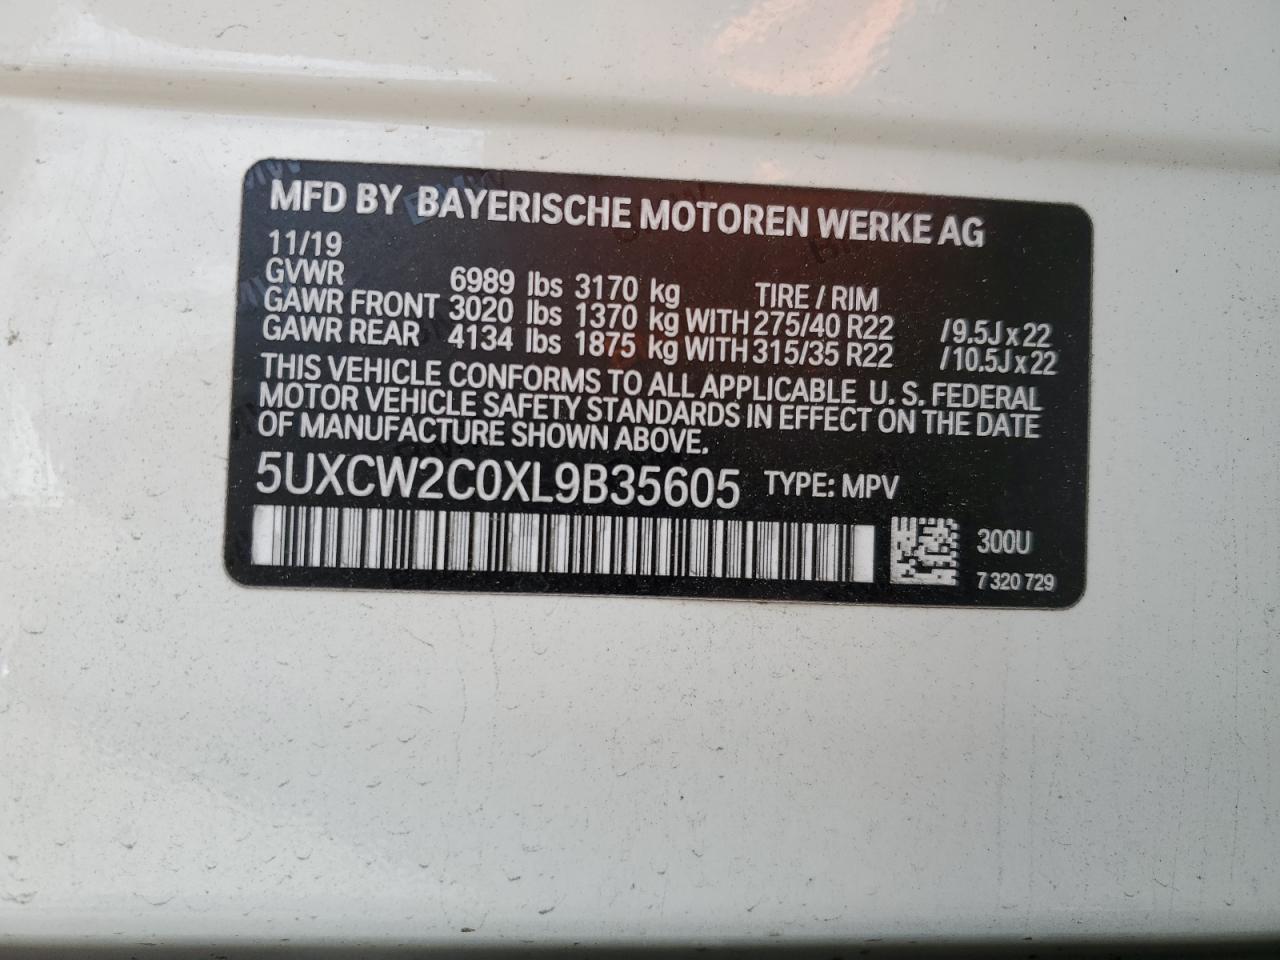 MFD BY BAYERISCHE MOTOREN WERKE AG
11/19
GVWR 6989 lbs 3170 kg TIRE / RIM
GAWR FRONT 3020 lbs 1370 kg WITH 275/40 R22 /9.5J x 22
GAWR REAR 4134 lbs 1875 kg WITH 315/35 R22 /10.5J x 22
THIS VEHICLE CONFORMS TO ALL APPLICABLE U. S. FEDERAL
MOTOR VEHICLE SAFETY STANDARDS IN EFFECT ON THE DATE
OF MANUFACTURE SHOWN ABOVE.
5UXCW2C0XL9B35605 TYPE: MPV
300U
7 320 729